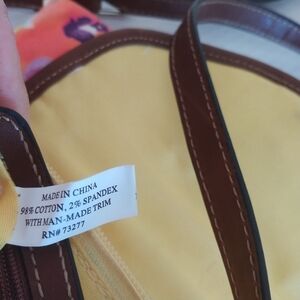 MADE IN CHINA
98% COTTON, 2% SPANDEX
WITH MAN-MADE TRIM
RN# 73277